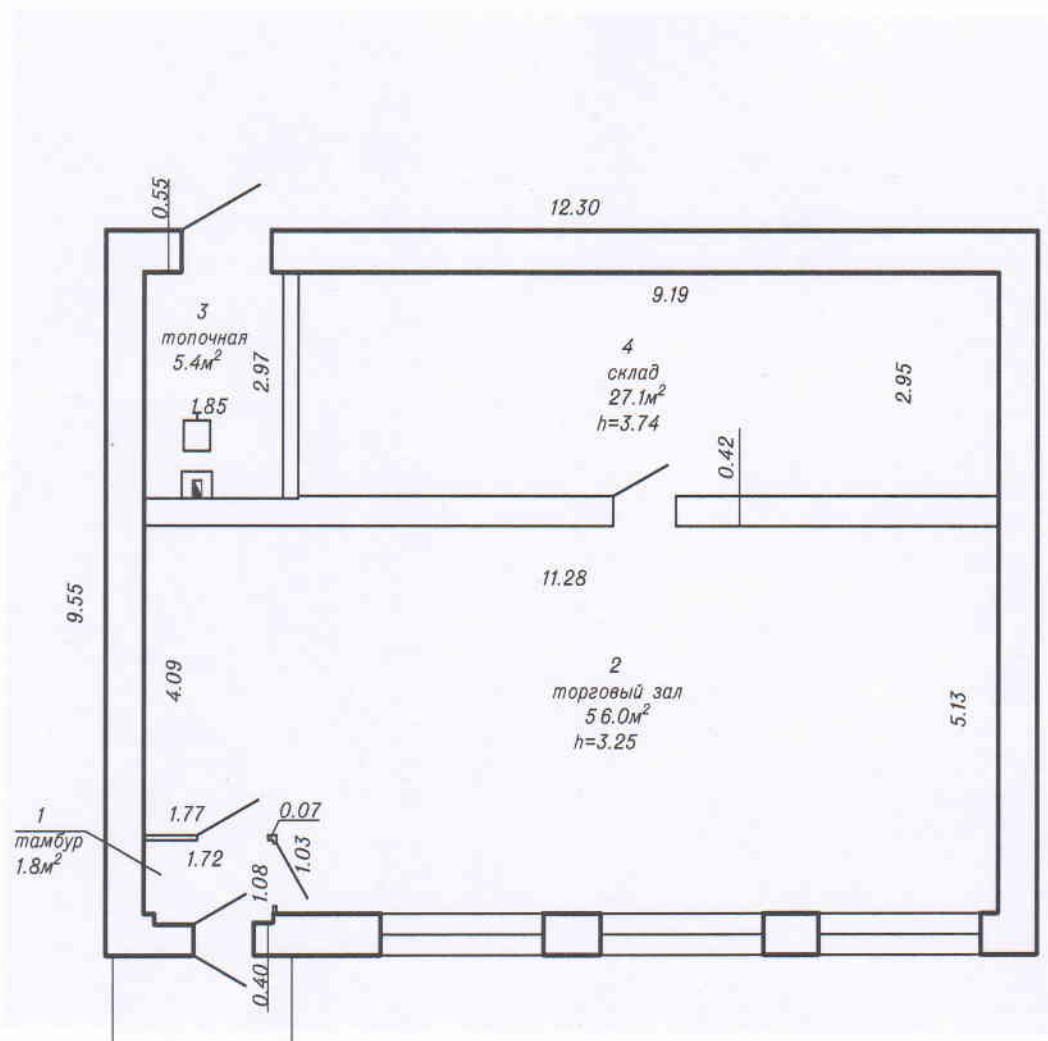 0.55
12.30
9.19
3
топочная
5.4м²
2.97
1.85
4
склад
27.1м²
h=3.74
2.95
0.42
9.55
11.28
4.09
2
торговый зал
56.0м²
h=3.25
5.13
1
тамбур
1.8м²
1.77
0.07
1.72
1.03
1.08
0.40